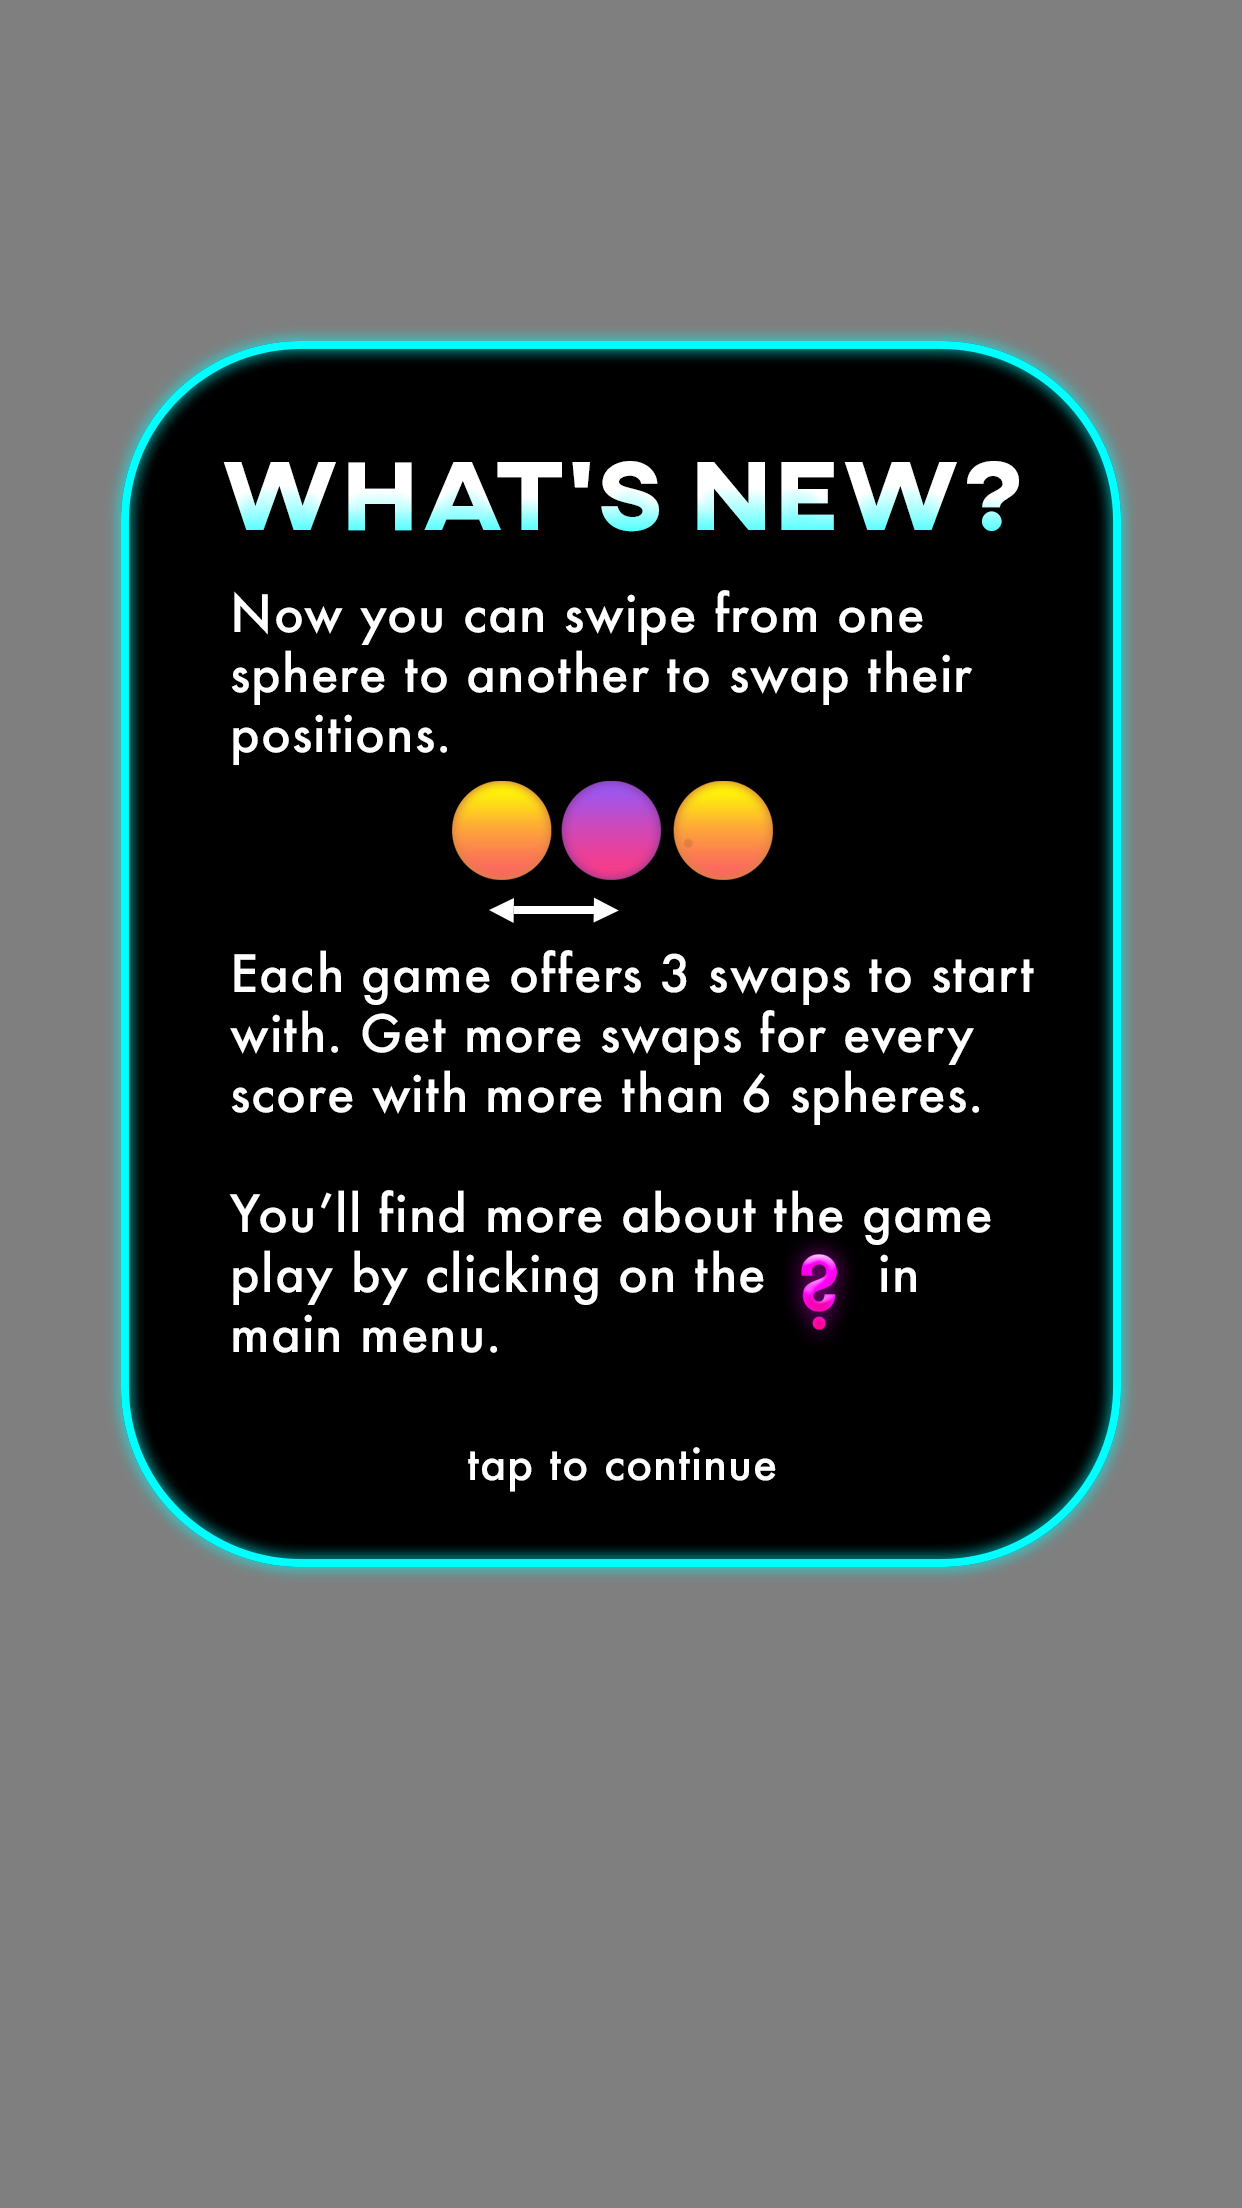 WHAT'S NEW?
Now you can swipe from one
sphere to another to swap their
positions.
Each game offers 3 swaps to start
with. Get more swaps for every
score with more than 6 spheres.
You’ll find more about the game
play by clicking on the ? in
main menu.
tap to continue